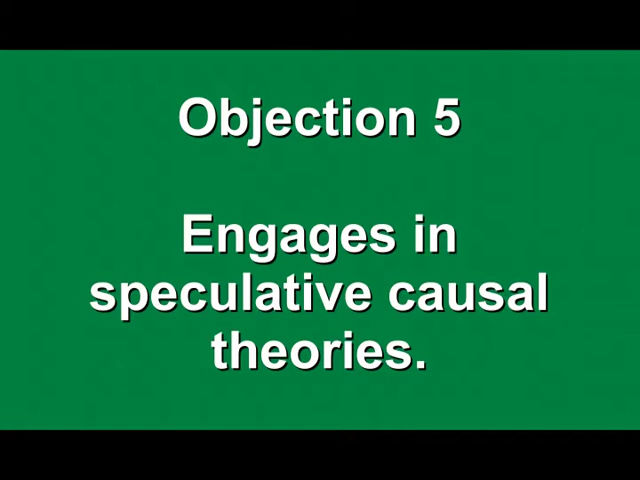 Objection 5
Engages in
speculative causal
theories.